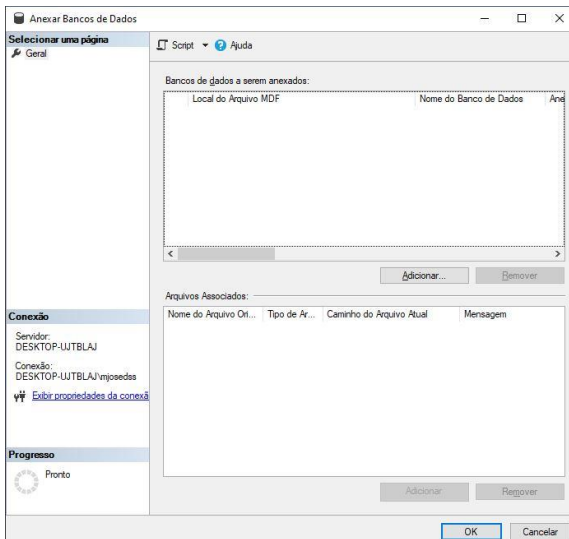 Anexar Bancos de Dados
Selecionar uma página
Geral
Script
Ajuda
Bancos de dados a serem anexados:
Local do Arquivo MDF
Nome do Banco de Dados
Ane
Adicionar...
Remover
Arquivos Associados:
Nome do Arquivo Ori...
Tipo de Ar...
Caminho do Arquivo Atual
Mensagem
Conexão
Servidor:
DESKTOP-UJTBLAJ
Conexão:
DESKTOP-UJTBLAJ\mjosedss
Exibir propriedades da conexã
Progresso
Pronto
Adicionar
Remover
OK
Cancelar